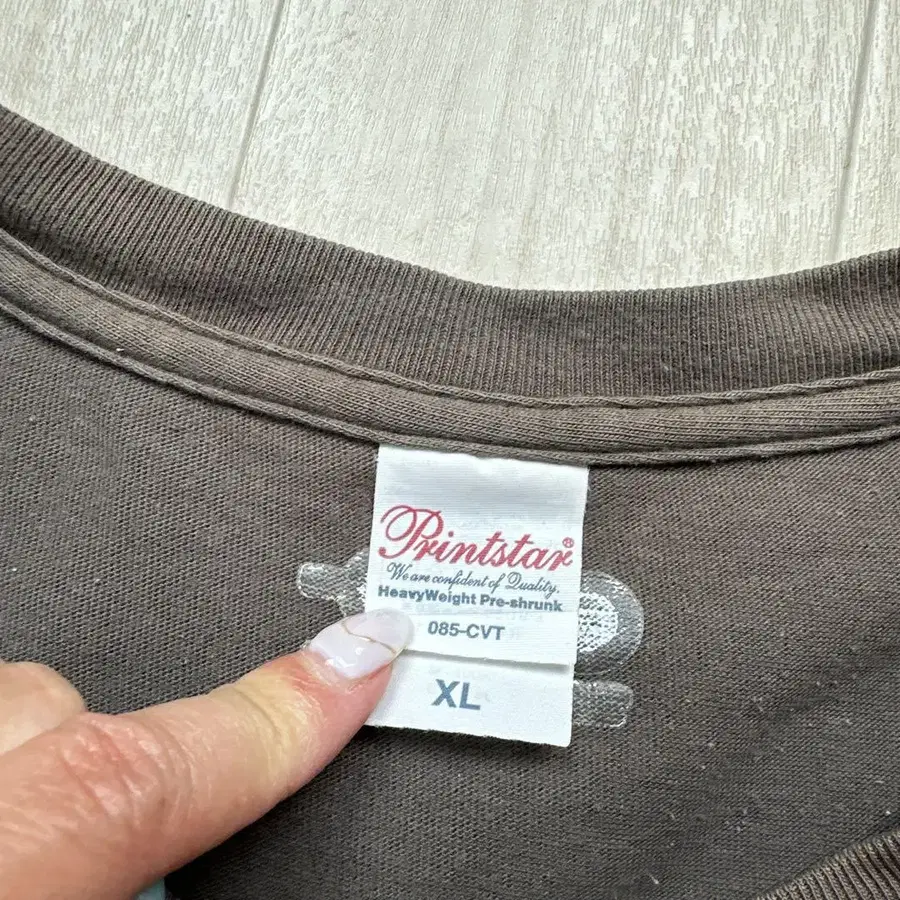 Printstar®
We are confident of Quality.
HeavyWeight Pre-shrunk
085-CVT
XL